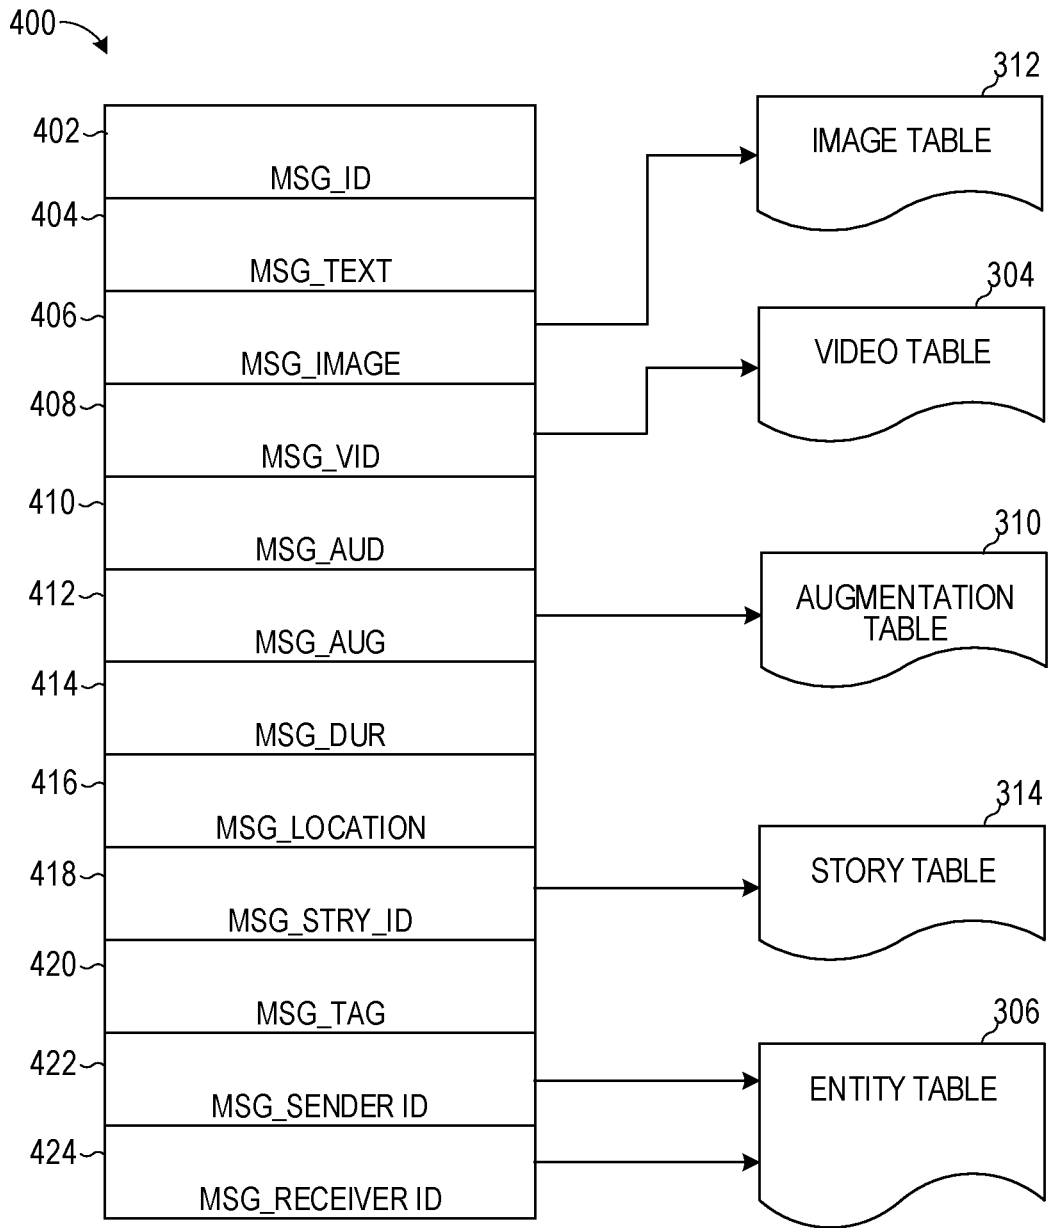 400
402
MSG_ID
404
MSG_TEXT
406
MSG_IMAGE
408
MSG_VID
410
MSG_AUD
412
MSG_AUG
414
MSG_DUR
416
MSG_LOCATION
418
MSG_STRY_ID
420
MSG_TAG
422
MSG_SENDER ID
424
MSG_RECEIVER ID
312
IMAGE TABLE
304
VIDEO TABLE
310
AUGMENTATION
TABLE
314
STORY TABLE
306
ENTITY TABLE